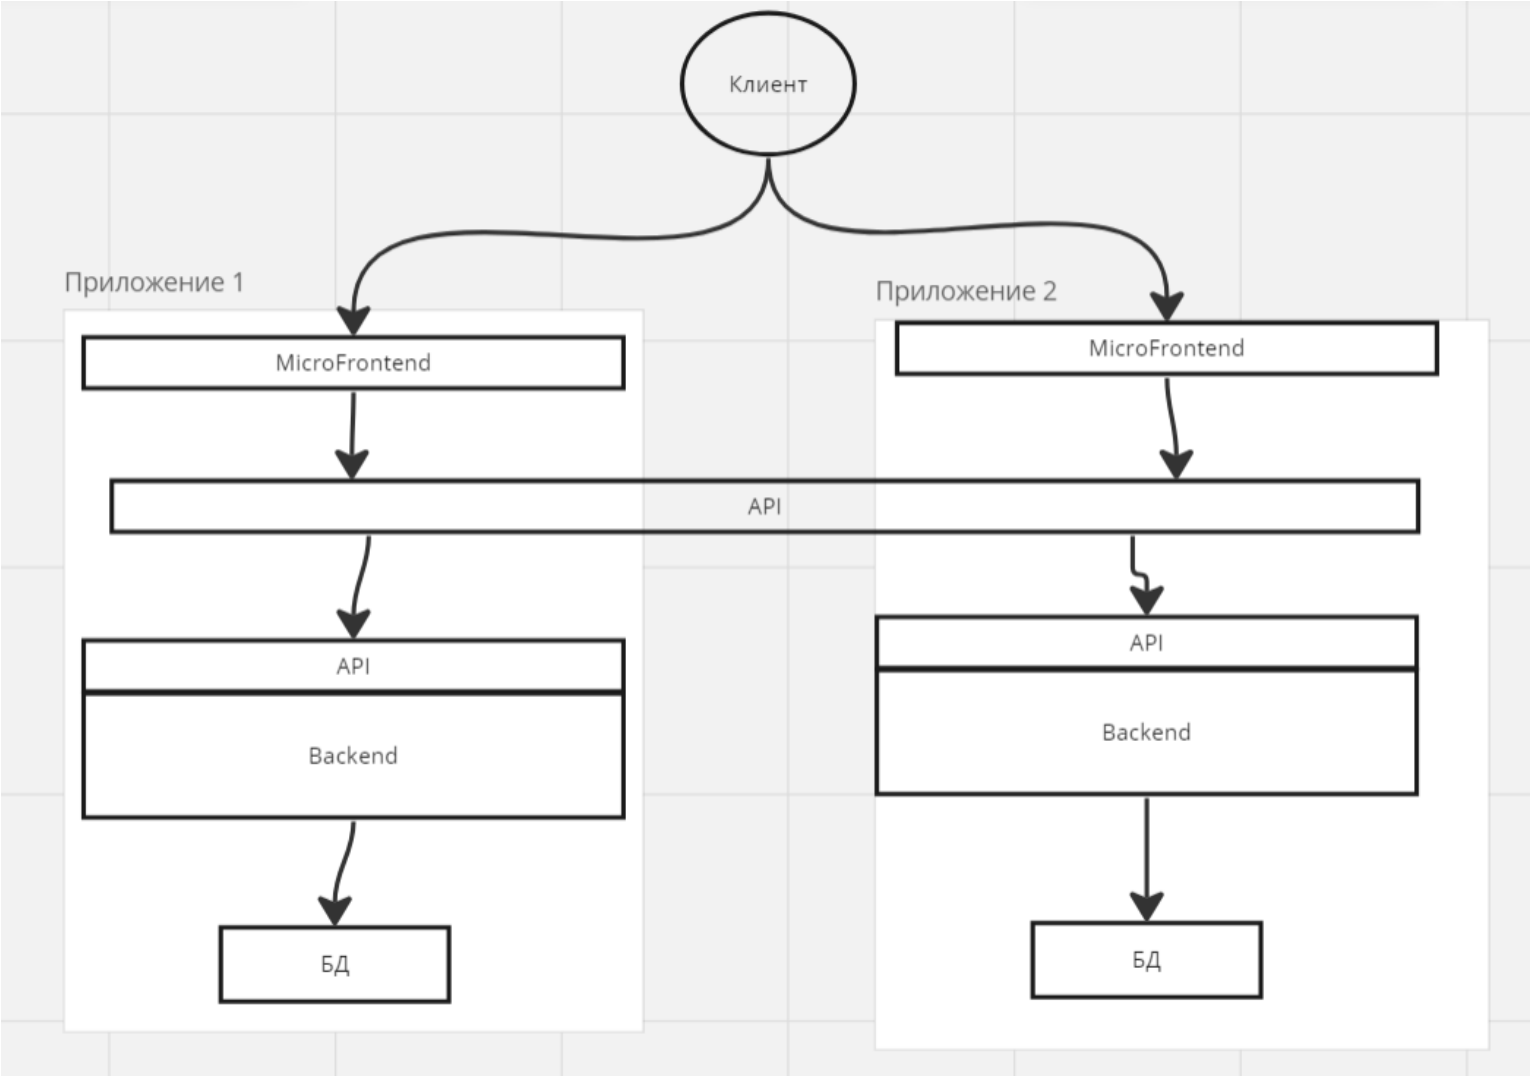 Клиент
Приложение 1
Приложение 2
MicroFrontend
MicroFrontend
API
API
API
Backend
Backend
БД
БД